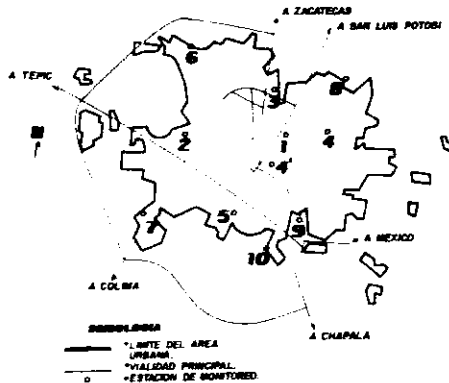 A ZACATECAS
A SAN LUIS POTOSI
6
A TEPIC
8
3
2
1
4
4'
5
7
9
10
A MEXICO
A COLIMA
A CHAPALA
SIMBOLOGIA
*LIMITE DEL AREA
URBANA.
*VIALIDAD PRINCIPAL.
*ESTACION DE MONITOREO.